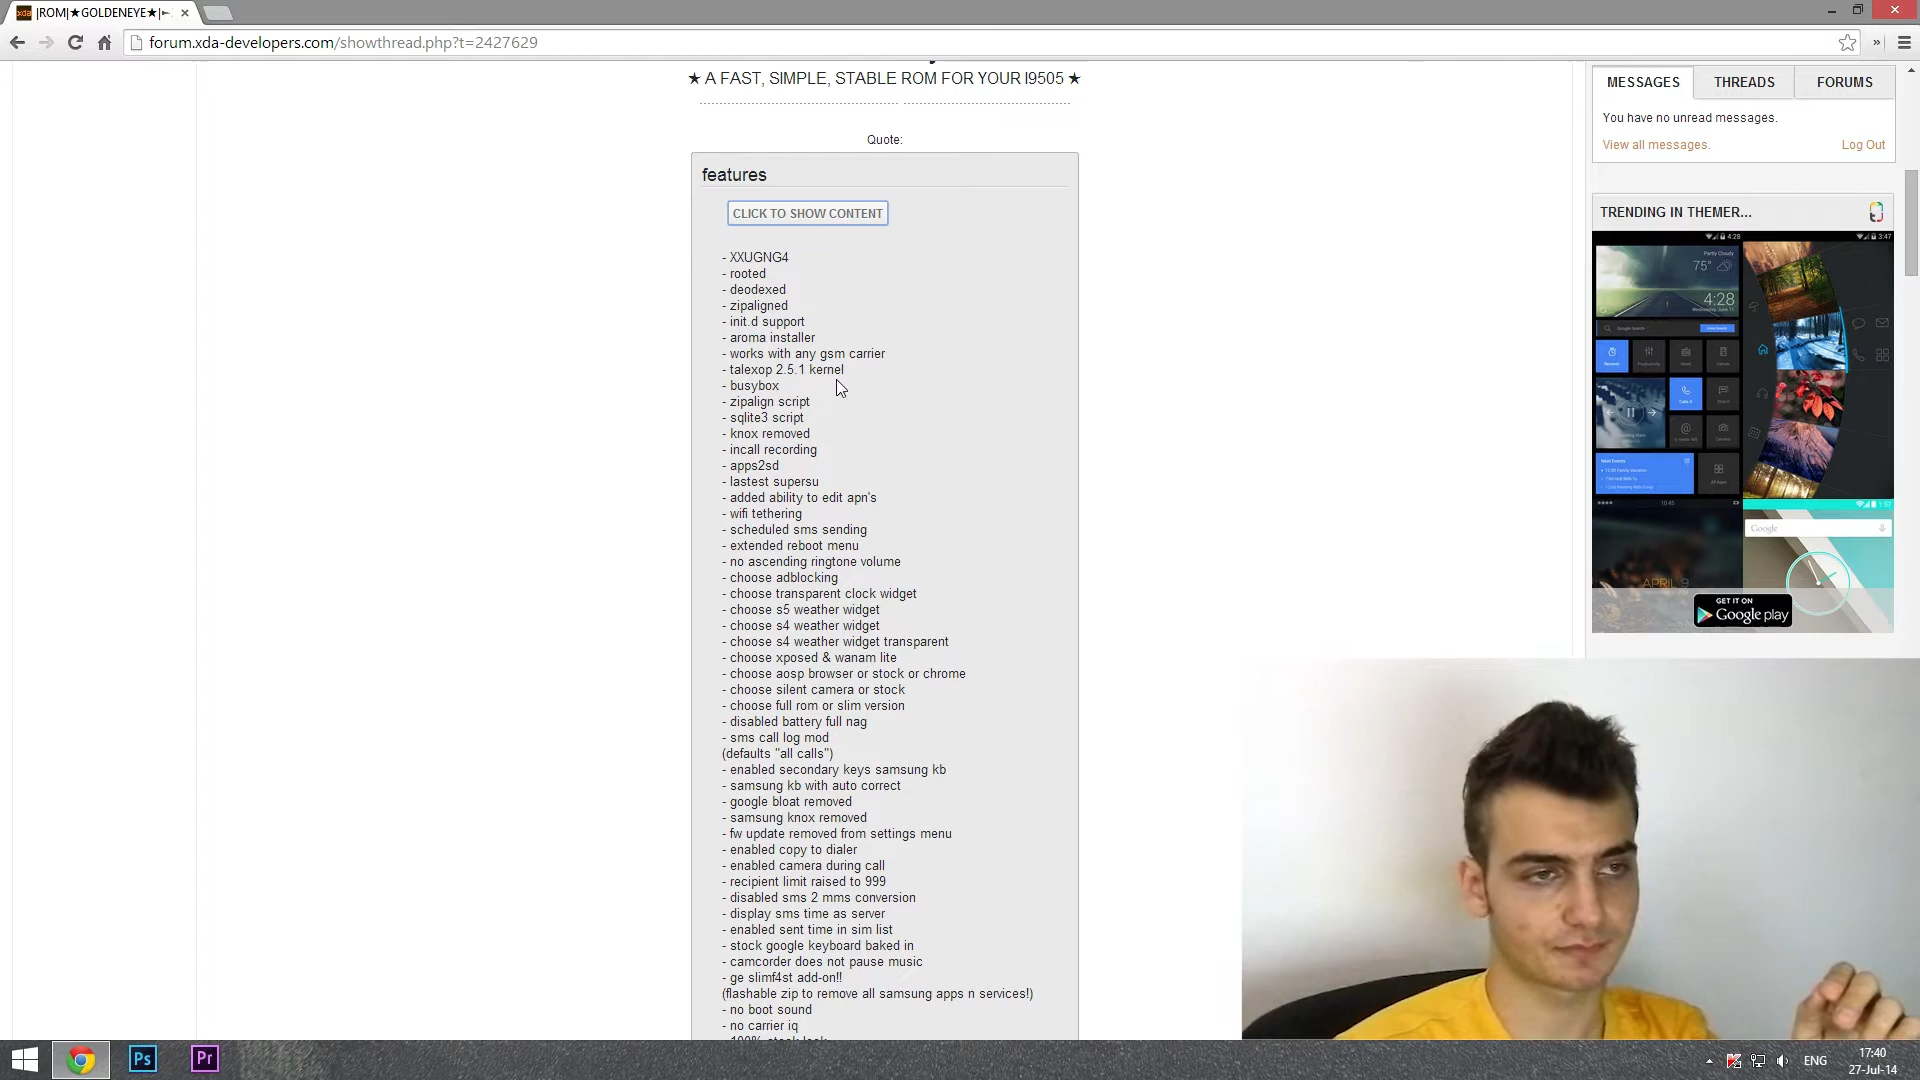 xda |ROM|★GOLDENEYE★|
forum.xda-developers.com/showthread.php?t=2427629
★ A FAST, SIMPLE, STABLE ROM FOR YOUR I9505 ★
Quote:
features
CLICK TO SHOW CONTENT
- XXUGNG4
- rooted
- deodexed
- zipaligned
- init.d support
- aroma installer
- works with any gsm carrier
- talexop 2.5.1 kernel
- busybox
- zipalign script
- sqlite3 script
- knox removed
- incall recording
- apps2sd
- lastest supersu
- added ability to edit apn's
- wifi tethering
- scheduled sms sending
- extended reboot menu
- no ascending ringtone volume
- choose adblocking
- choose transparent clock widget
- choose s5 weather widget
- choose s4 weather widget
- choose s4 weather widget transparent
- choose xposed & wanam lite
- choose aosp browser or stock or chrome
- choose silent camera or stock
- choose full rom or slim version
- disabled battery full nag
- sms call log mod
(defaults "all calls")
- enabled secondary keys samsung kb
- samsung kb with auto correct
- google bloat removed
- samsung knox removed
- fw update removed from settings menu
- enabled copy to dialer
- enabled camera during call
- recipient limit raised to 999
- disabled sms 2 mms conversion
- display sms time as server
- enabled sent time in sim list
- stock google keyboard baked in
- camcorder does not pause music
- ge slimf4st add-on!!
(flashable zip to remove all samsung apps n services!)
- no boot sound
- no carrier iq
MESSAGES THREADS FORUMS
You have no unread messages.
View all messages. Log Out
TRENDING IN THEMER...
4:28
3:47
Partly Cloudy
75°
4:28
Google
APRIL 9
GET IT ON
Google play
Ps Pr
ENG
17:40
27-Jul-14